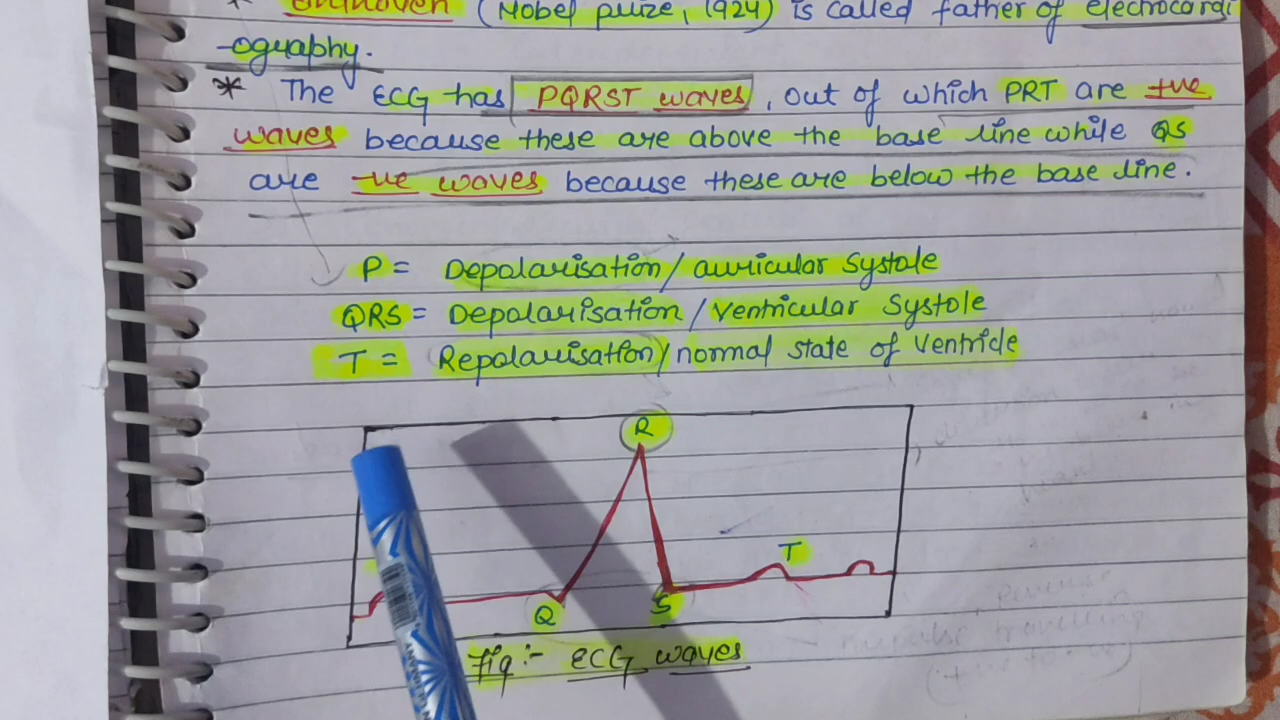 * Einthoven (Nobel prize, 1924) is called father of electrocardi
-ography.
* The ECG has PQRST waves, out of which PRT are +ve
waves because these are above the base line while QS
are -ve waves because these are below the base line.
P = Depolarisation/ auricular systole
QRS = Depolarisation/ventricular systole
T = Repolarisation/normal state of ventricle
R
T
Q
S
fig:- ECG waves